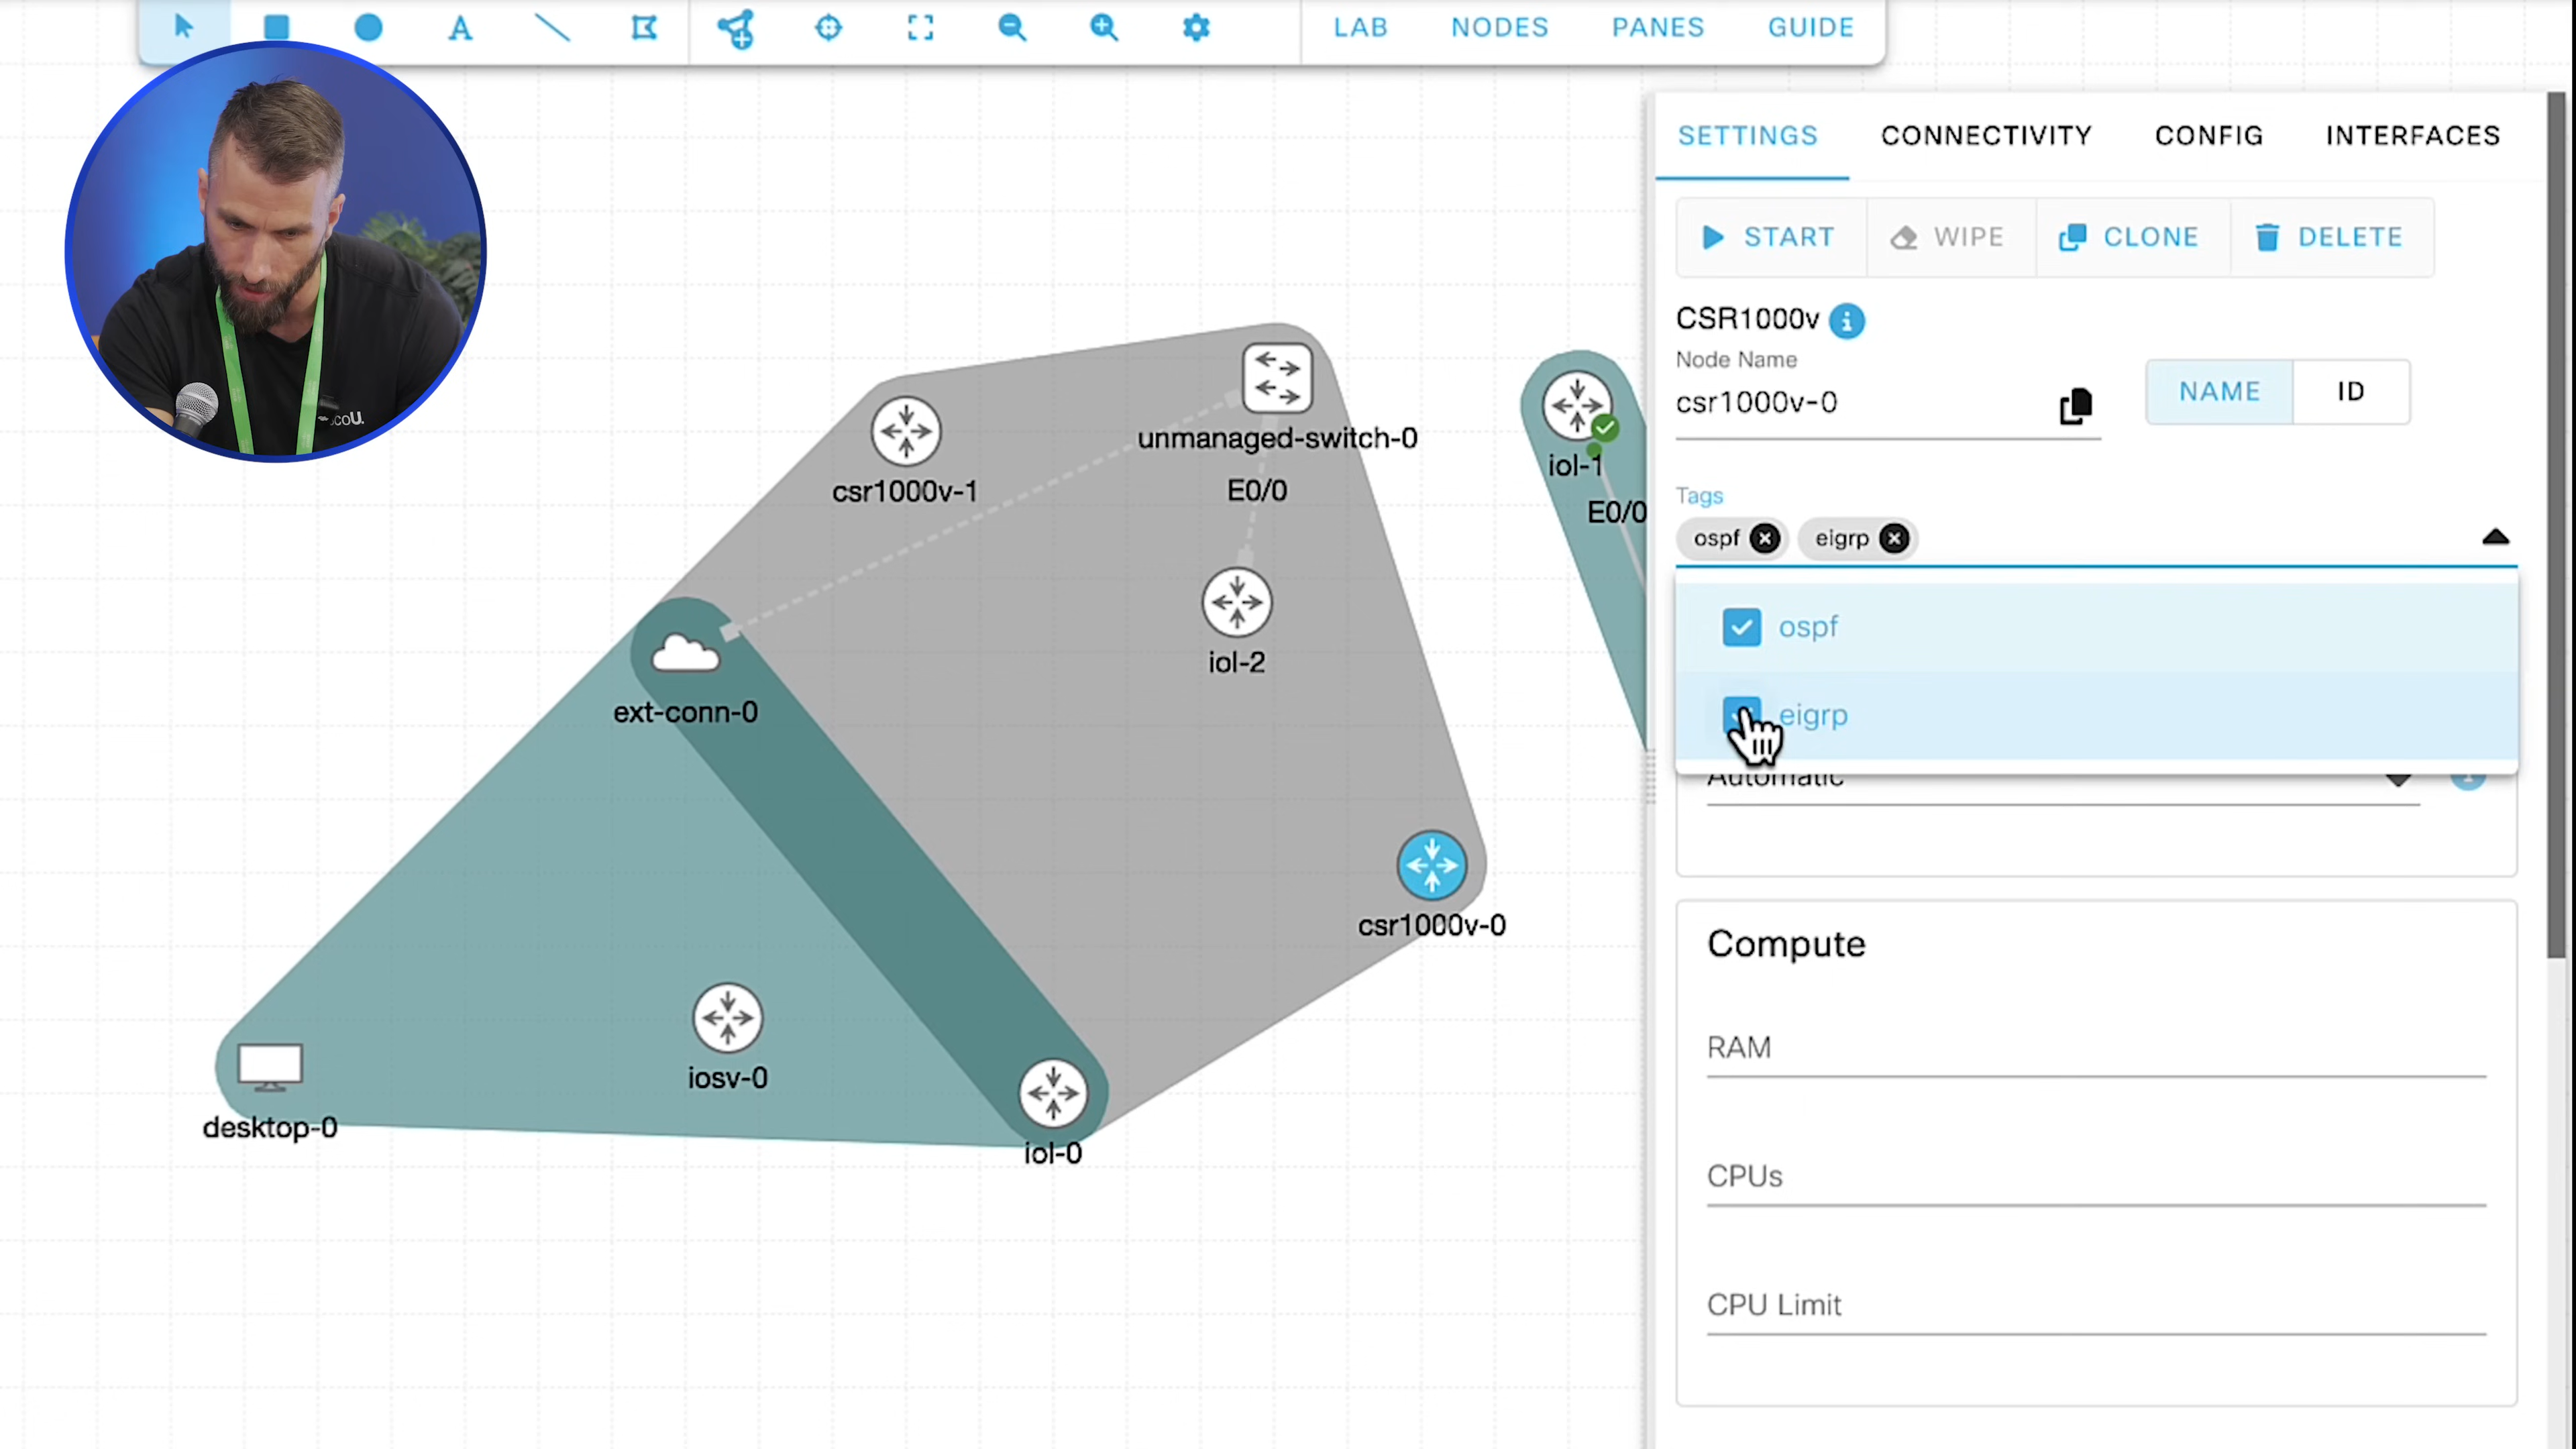 LAB NODES PANES GUIDE
SETTINGS CONNECTIVITY CONFIG INTERFACES
START WIPE CLONE DELETE
CSR1000v
Node Name
csr1000v-0
NAME ID
Tags
ospf eigrp
ospf
eigrp
Automatic
Compute
RAM
CPUs
CPU Limit
csr1000v-1
unmanaged-switch-0
E0/0
iol-1
E0/0
iol-2
ext-conn-0
csr1000v-0
iosv-0
desktop-0
iol-0